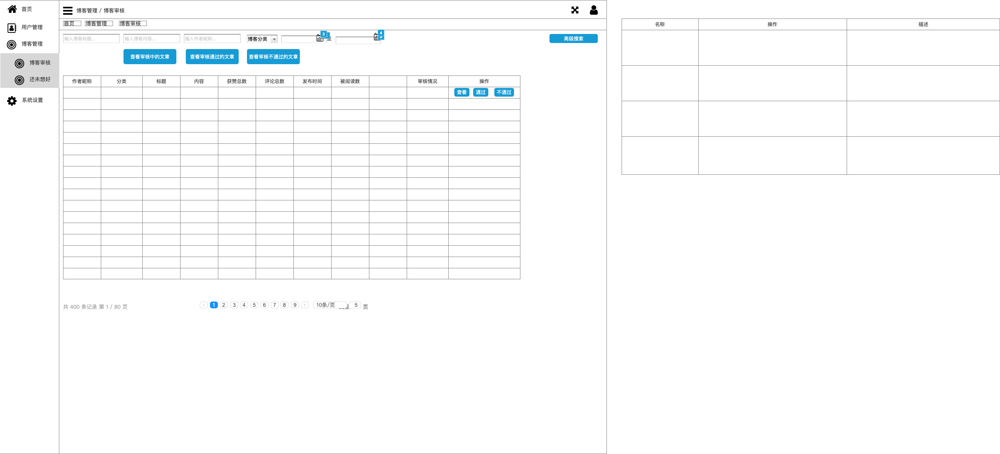 首页
用户管理
博客管理
博客审核
还未想好
系统设置
博客管理 / 博客审核
首页 博客管理 博客审核
输入博客标题... 输入博客内容... 输入作者昵称... 博客分类 3 至 4 2 高级搜索
查看审核中的文章 查看审核通过的文章 查看审核不通过的文章
作者昵称 分类 标题 内容 获赞总数 评论总数 发布时间 被阅读数 审核情况 操作
查看 通过 不通过
共 400 条记录 第 1 / 80 页 < 1 2 3 4 5 6 7 8 9 > 10条/页 5 页
名称 操作 描述